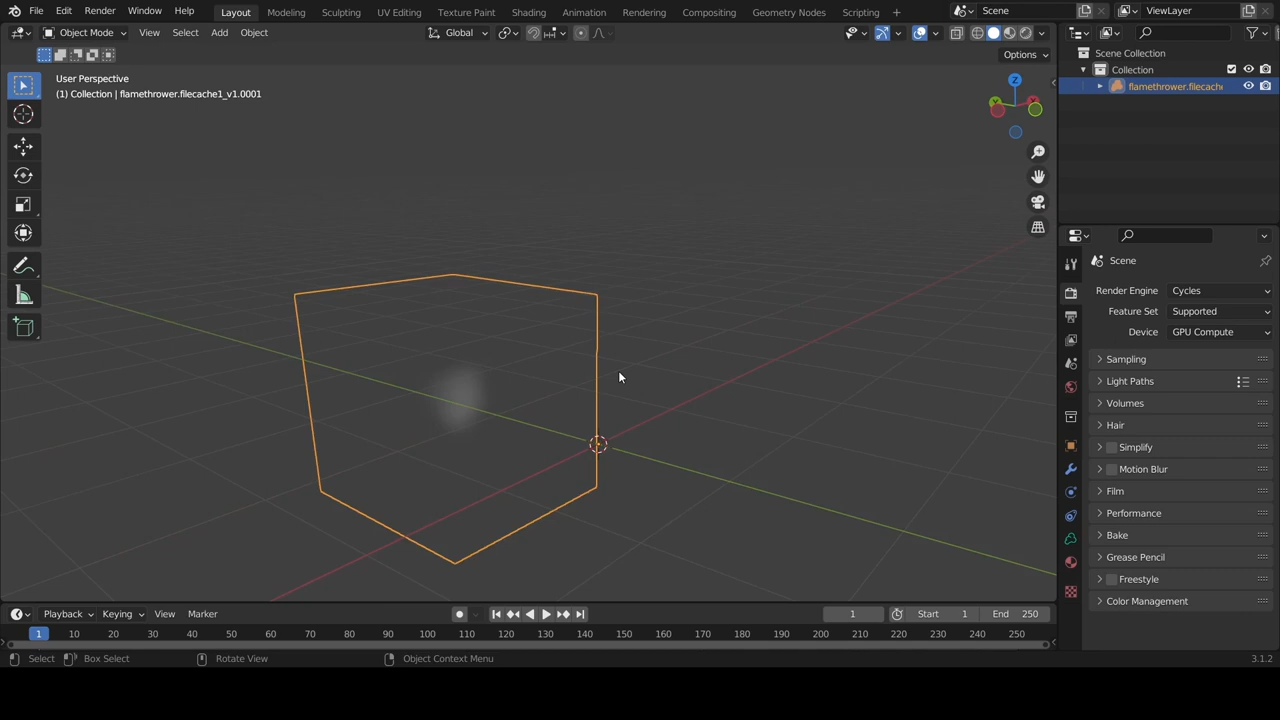 File Edit Render Window Help Layout Modeling Sculpting UV Editing Texture Paint Shading Animation Rendering Compositing Geometry Nodes Scripting + Scene ViewLayer
Object Mode View Select Add Object Global
Options
User Perspective
(1) Collection | flamethrower.filecache1_v1.0001
Z
Y
Scene Collection
Collection
flamethrower.filecach
Scene
Render Engine Cycles
Feature Set Supported
Device GPU Compute
Sampling
Light Paths
Volumes
Hair
Simplify
Motion Blur
Film
Performance
Bake
Grease Pencil
Freestyle
Color Management
Playback Keying View Marker 1 Start 1 End 250
1 10 20 30 40 50 60 70 80 90 100 110 120 130 140 150 160 170 180 190 200 210 220 230 240 250
Select Box Select Rotate View Object Context Menu 3.1.2